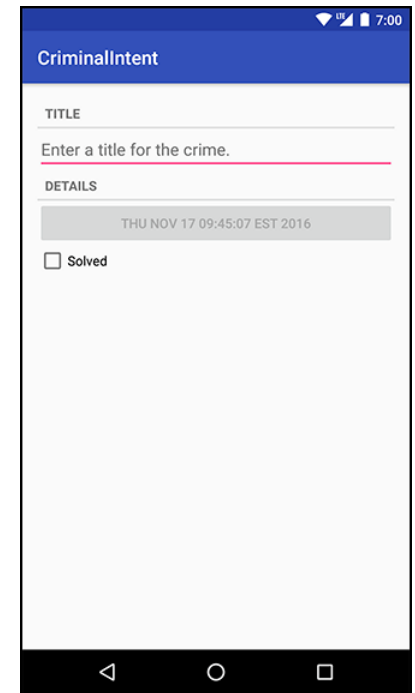 LTE 7:00
CriminalIntent
TITLE
Enter a title for the crime.
DETAILS
THU NOV 17 09:45:07 EST 2016
Solved